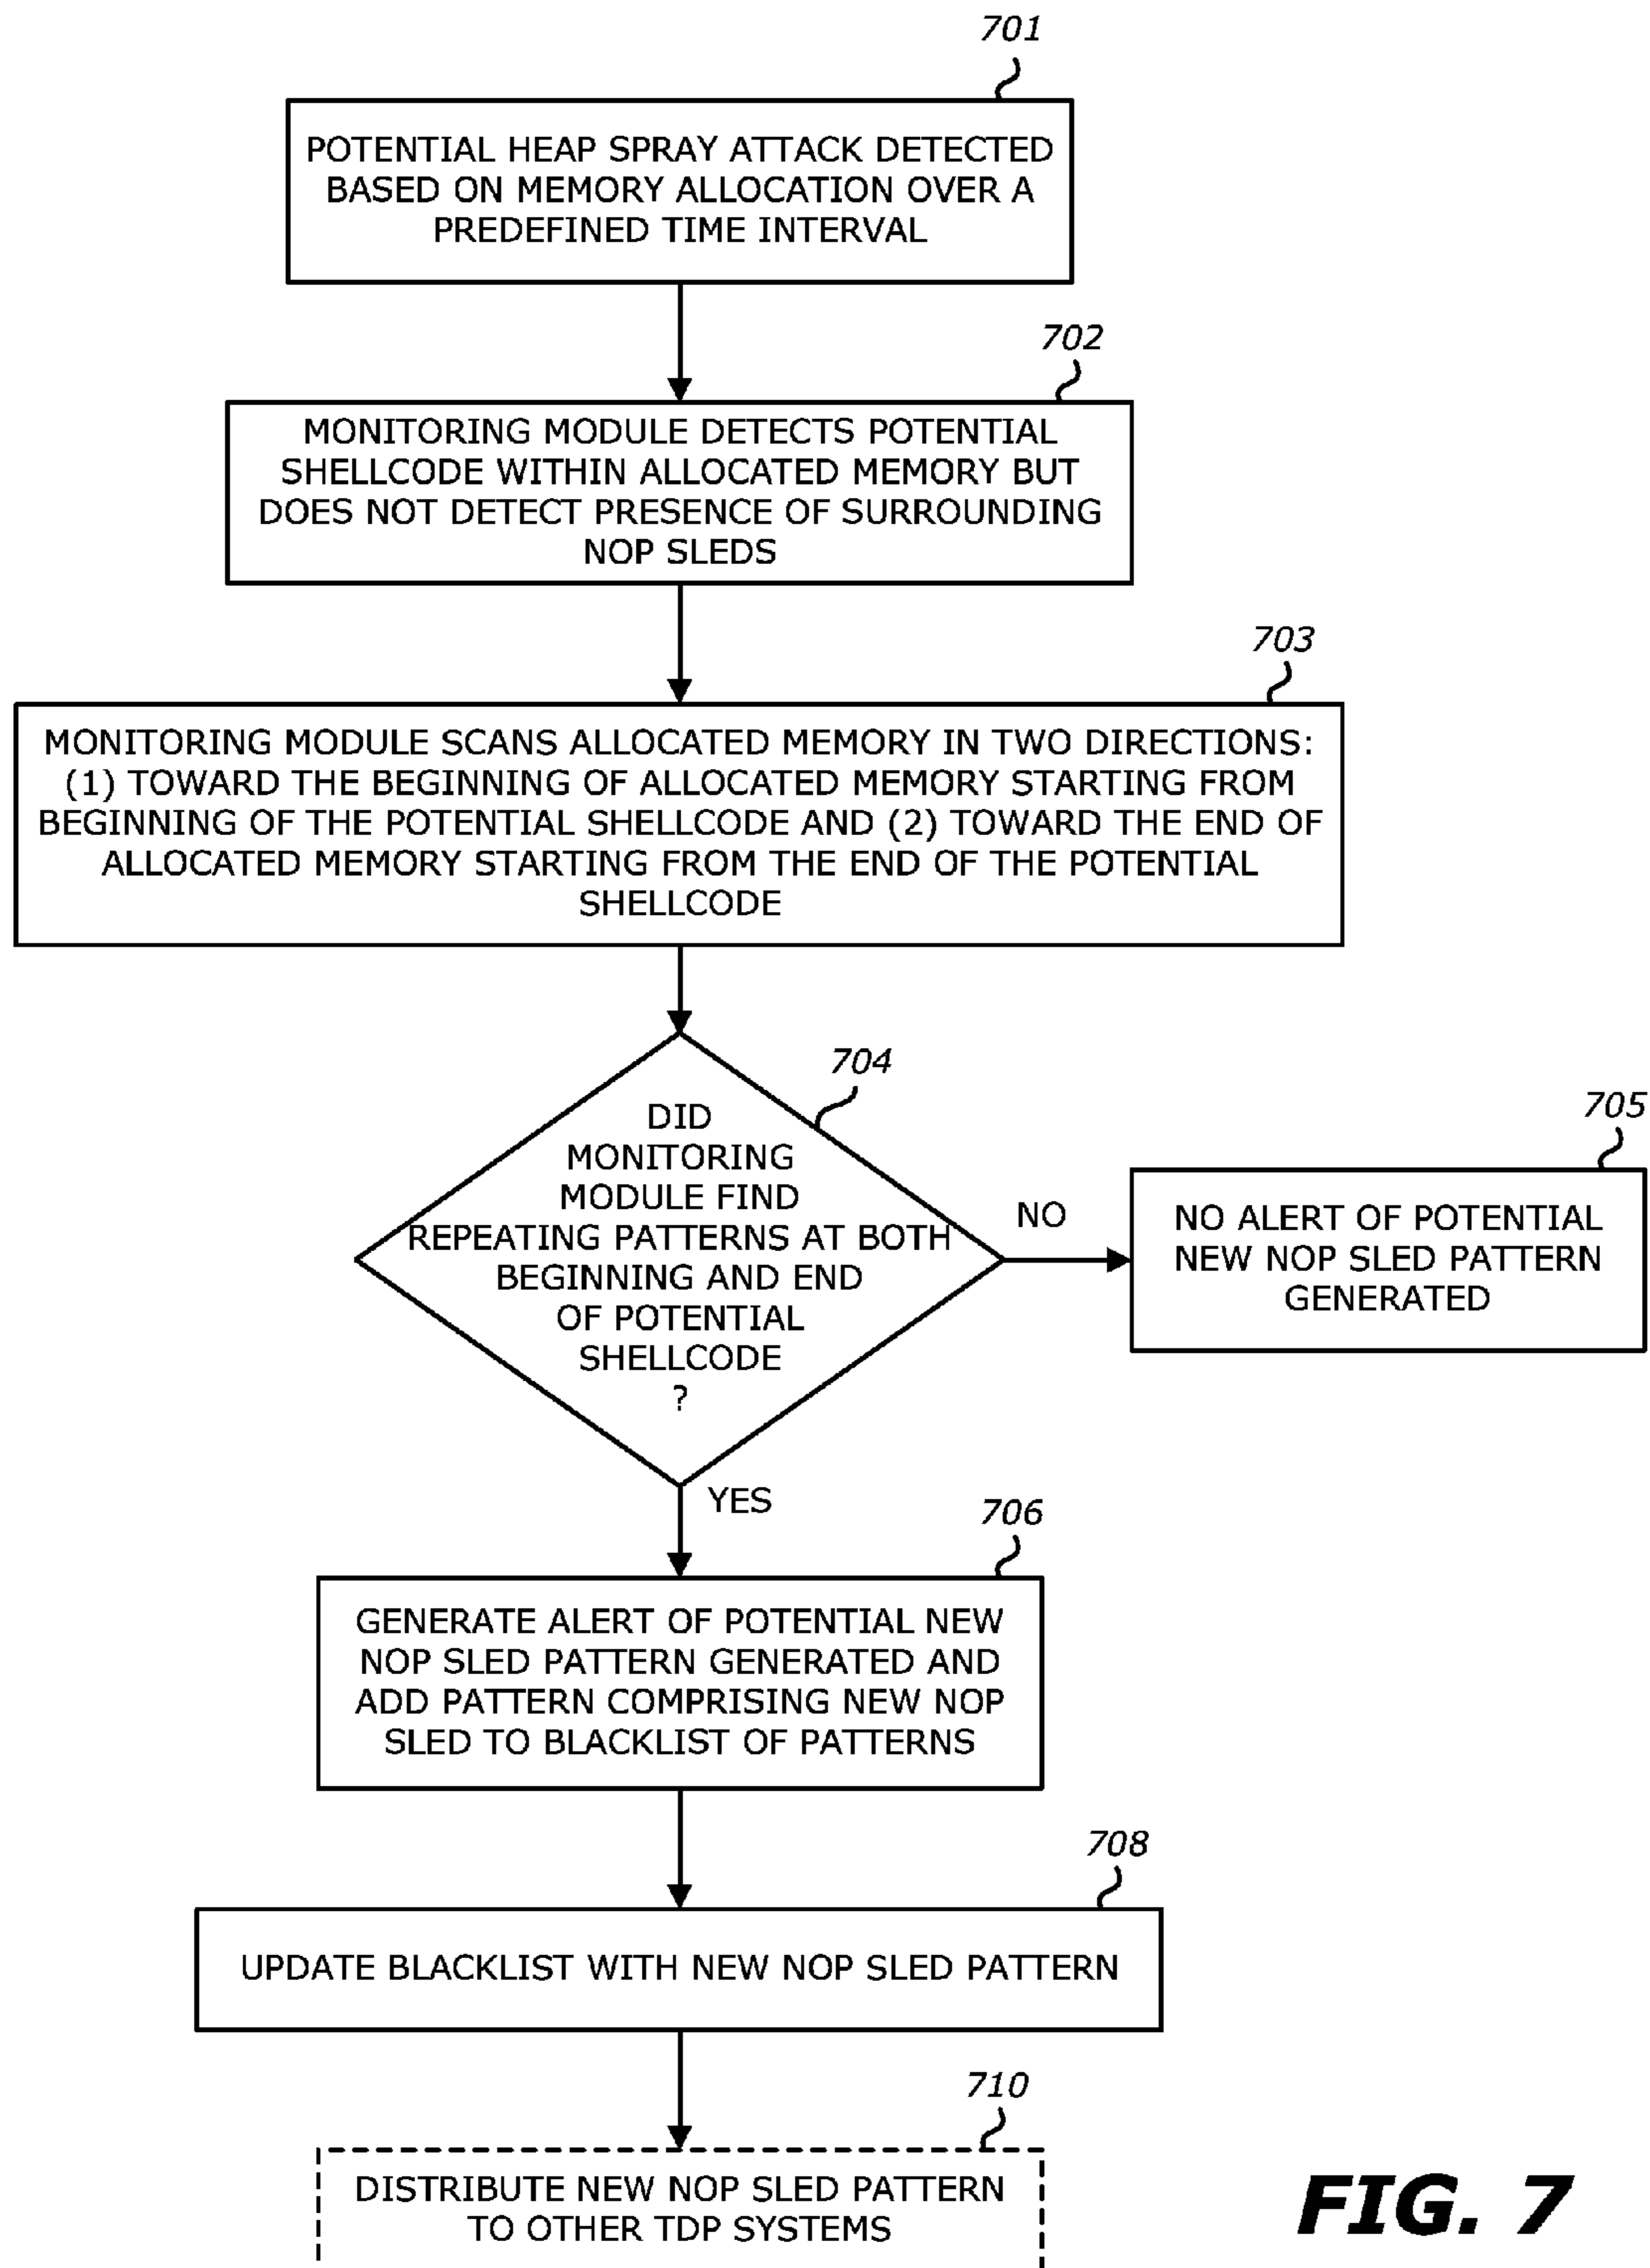 701
POTENTIAL HEAP SPRAY ATTACK DETECTED
BASED ON MEMORY ALLOCATION OVER A
PREDEFINED TIME INTERVAL
702
MONITORING MODULE DETECTS POTENTIAL
SHELLCODE WITHIN ALLOCATED MEMORY BUT
DOES NOT DETECT PRESENCE OF SURROUNDING
NOP SLEDS
703
MONITORING MODULE SCANS ALLOCATED MEMORY IN TWO DIRECTIONS:
(1) TOWARD THE BEGINNING OF ALLOCATED MEMORY STARTING FROM
BEGINNING OF THE POTENTIAL SHELLCODE AND (2) TOWARD THE END OF
ALLOCATED MEMORY STARTING FROM THE END OF THE POTENTIAL
SHELLCODE
704
DID
MONITORING
MODULE FIND
REPEATING PATTERNS AT BOTH
BEGINNING AND END
OF POTENTIAL
SHELLCODE
?
NO
705
NO ALERT OF POTENTIAL
NEW NOP SLED PATTERN
GENERATED
YES
706
GENERATE ALERT OF POTENTIAL NEW
NOP SLED PATTERN GENERATED AND
ADD PATTERN COMPRISING NEW NOP
SLED TO BLACKLIST OF PATTERNS
708
UPDATE BLACKLIST WITH NEW NOP SLED PATTERN
710
DISTRIBUTE NEW NOP SLED PATTERN
TO OTHER TDP SYSTEMS
FIG. 7